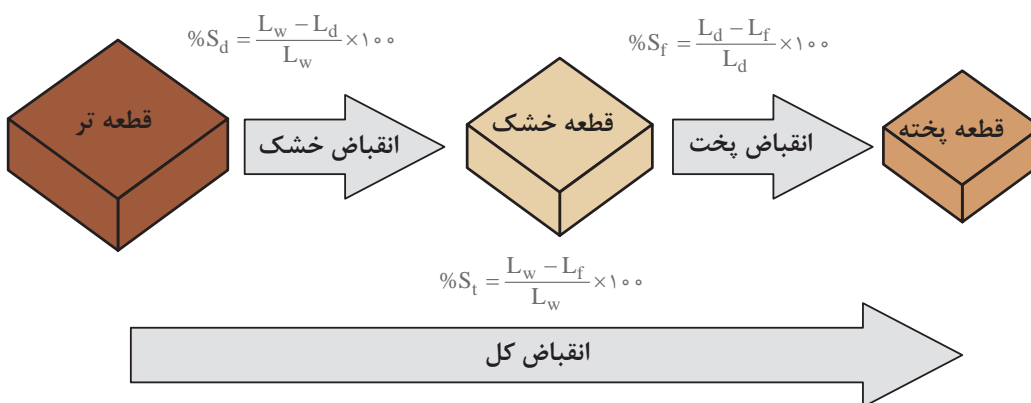 %S_d = (L_w − L_d) / L_w × ۱۰۰
%S_f = (L_d − L_f) / L_d × ۱۰۰
قطعه تر
انقباض خشک
قطعه خشک
انقباض پخت
قطعه پخته
%S_t = (L_w − L_f) / L_w × ۱۰۰
انقباض کل